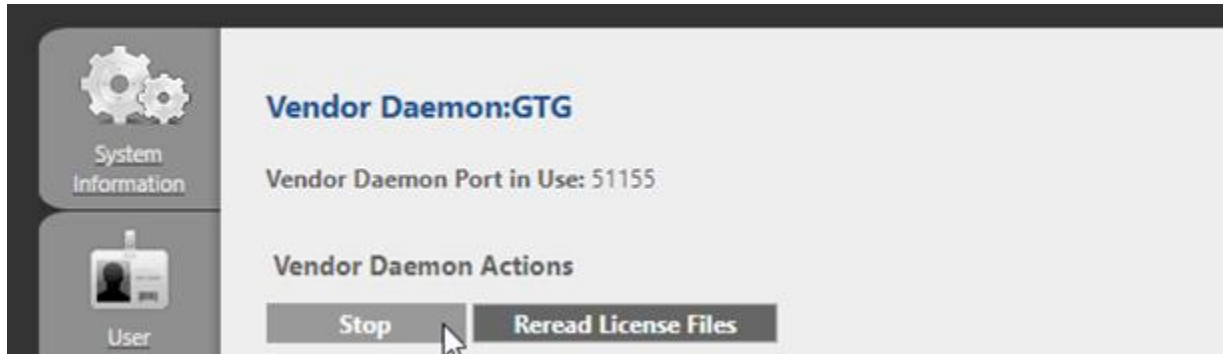 System
Information
User
Vendor Daemon:GTG
Vendor Daemon Port in Use: 51155
Vendor Daemon Actions
Stop
Reread License Files